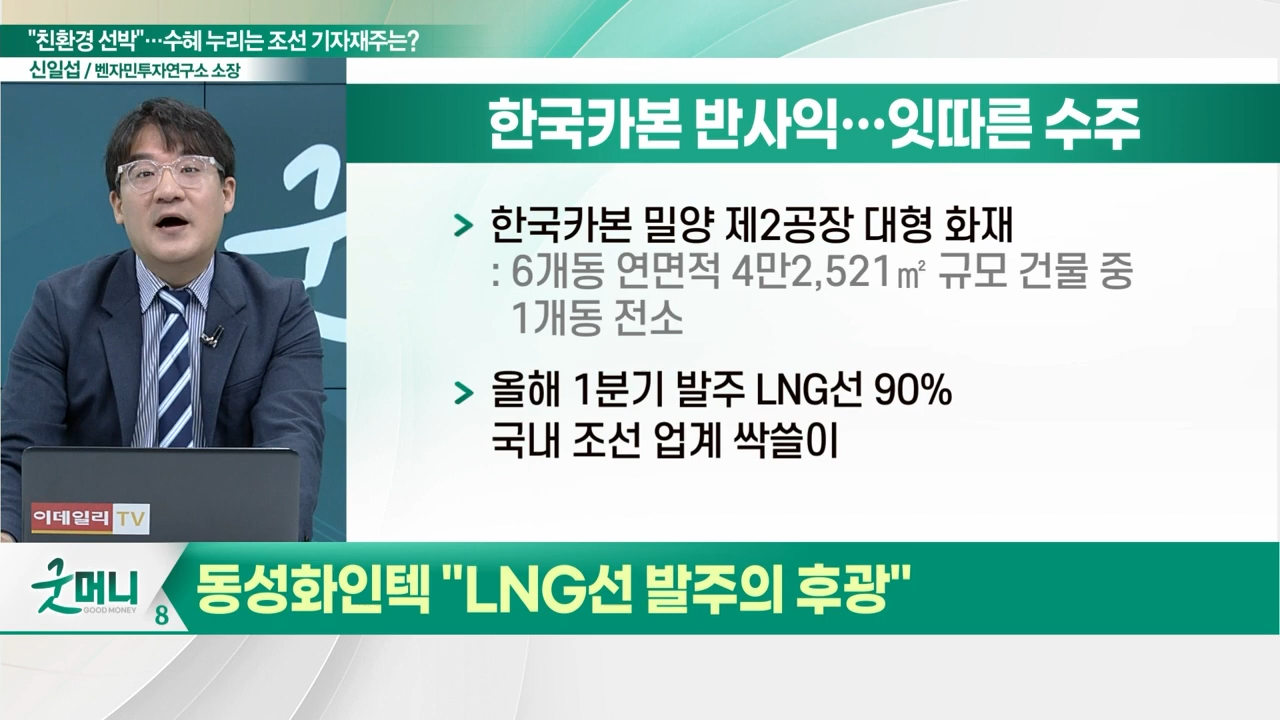 "친환경 선박"…수혜 누리는 조선 기자재주는?
신일섭 / 벤자민투자연구소 소장
한국카본 반사익…잇따른 수주
> 한국카본 밀양 제2공장 대형 화재
: 6개동 연면적 4만2,521㎡ 규모 건물 중
1개동 전소
> 올해 1분기 발주 LNG선 90%
국내 조선 업계 싹쓸이
이데일리 TV
굿머니
GOOD MONEY
8
동성화인텍 "LNG선 발주의 후광"